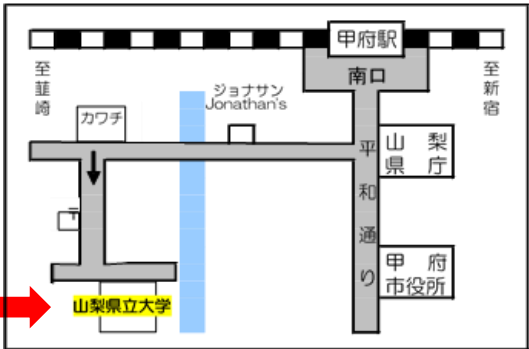 甲府駅
南口
至韮崎
至新宿
ジョナサン
Jonathan's
カワチ
平和通り
山梨
県庁
〒
甲府
市役所
山梨県立大学